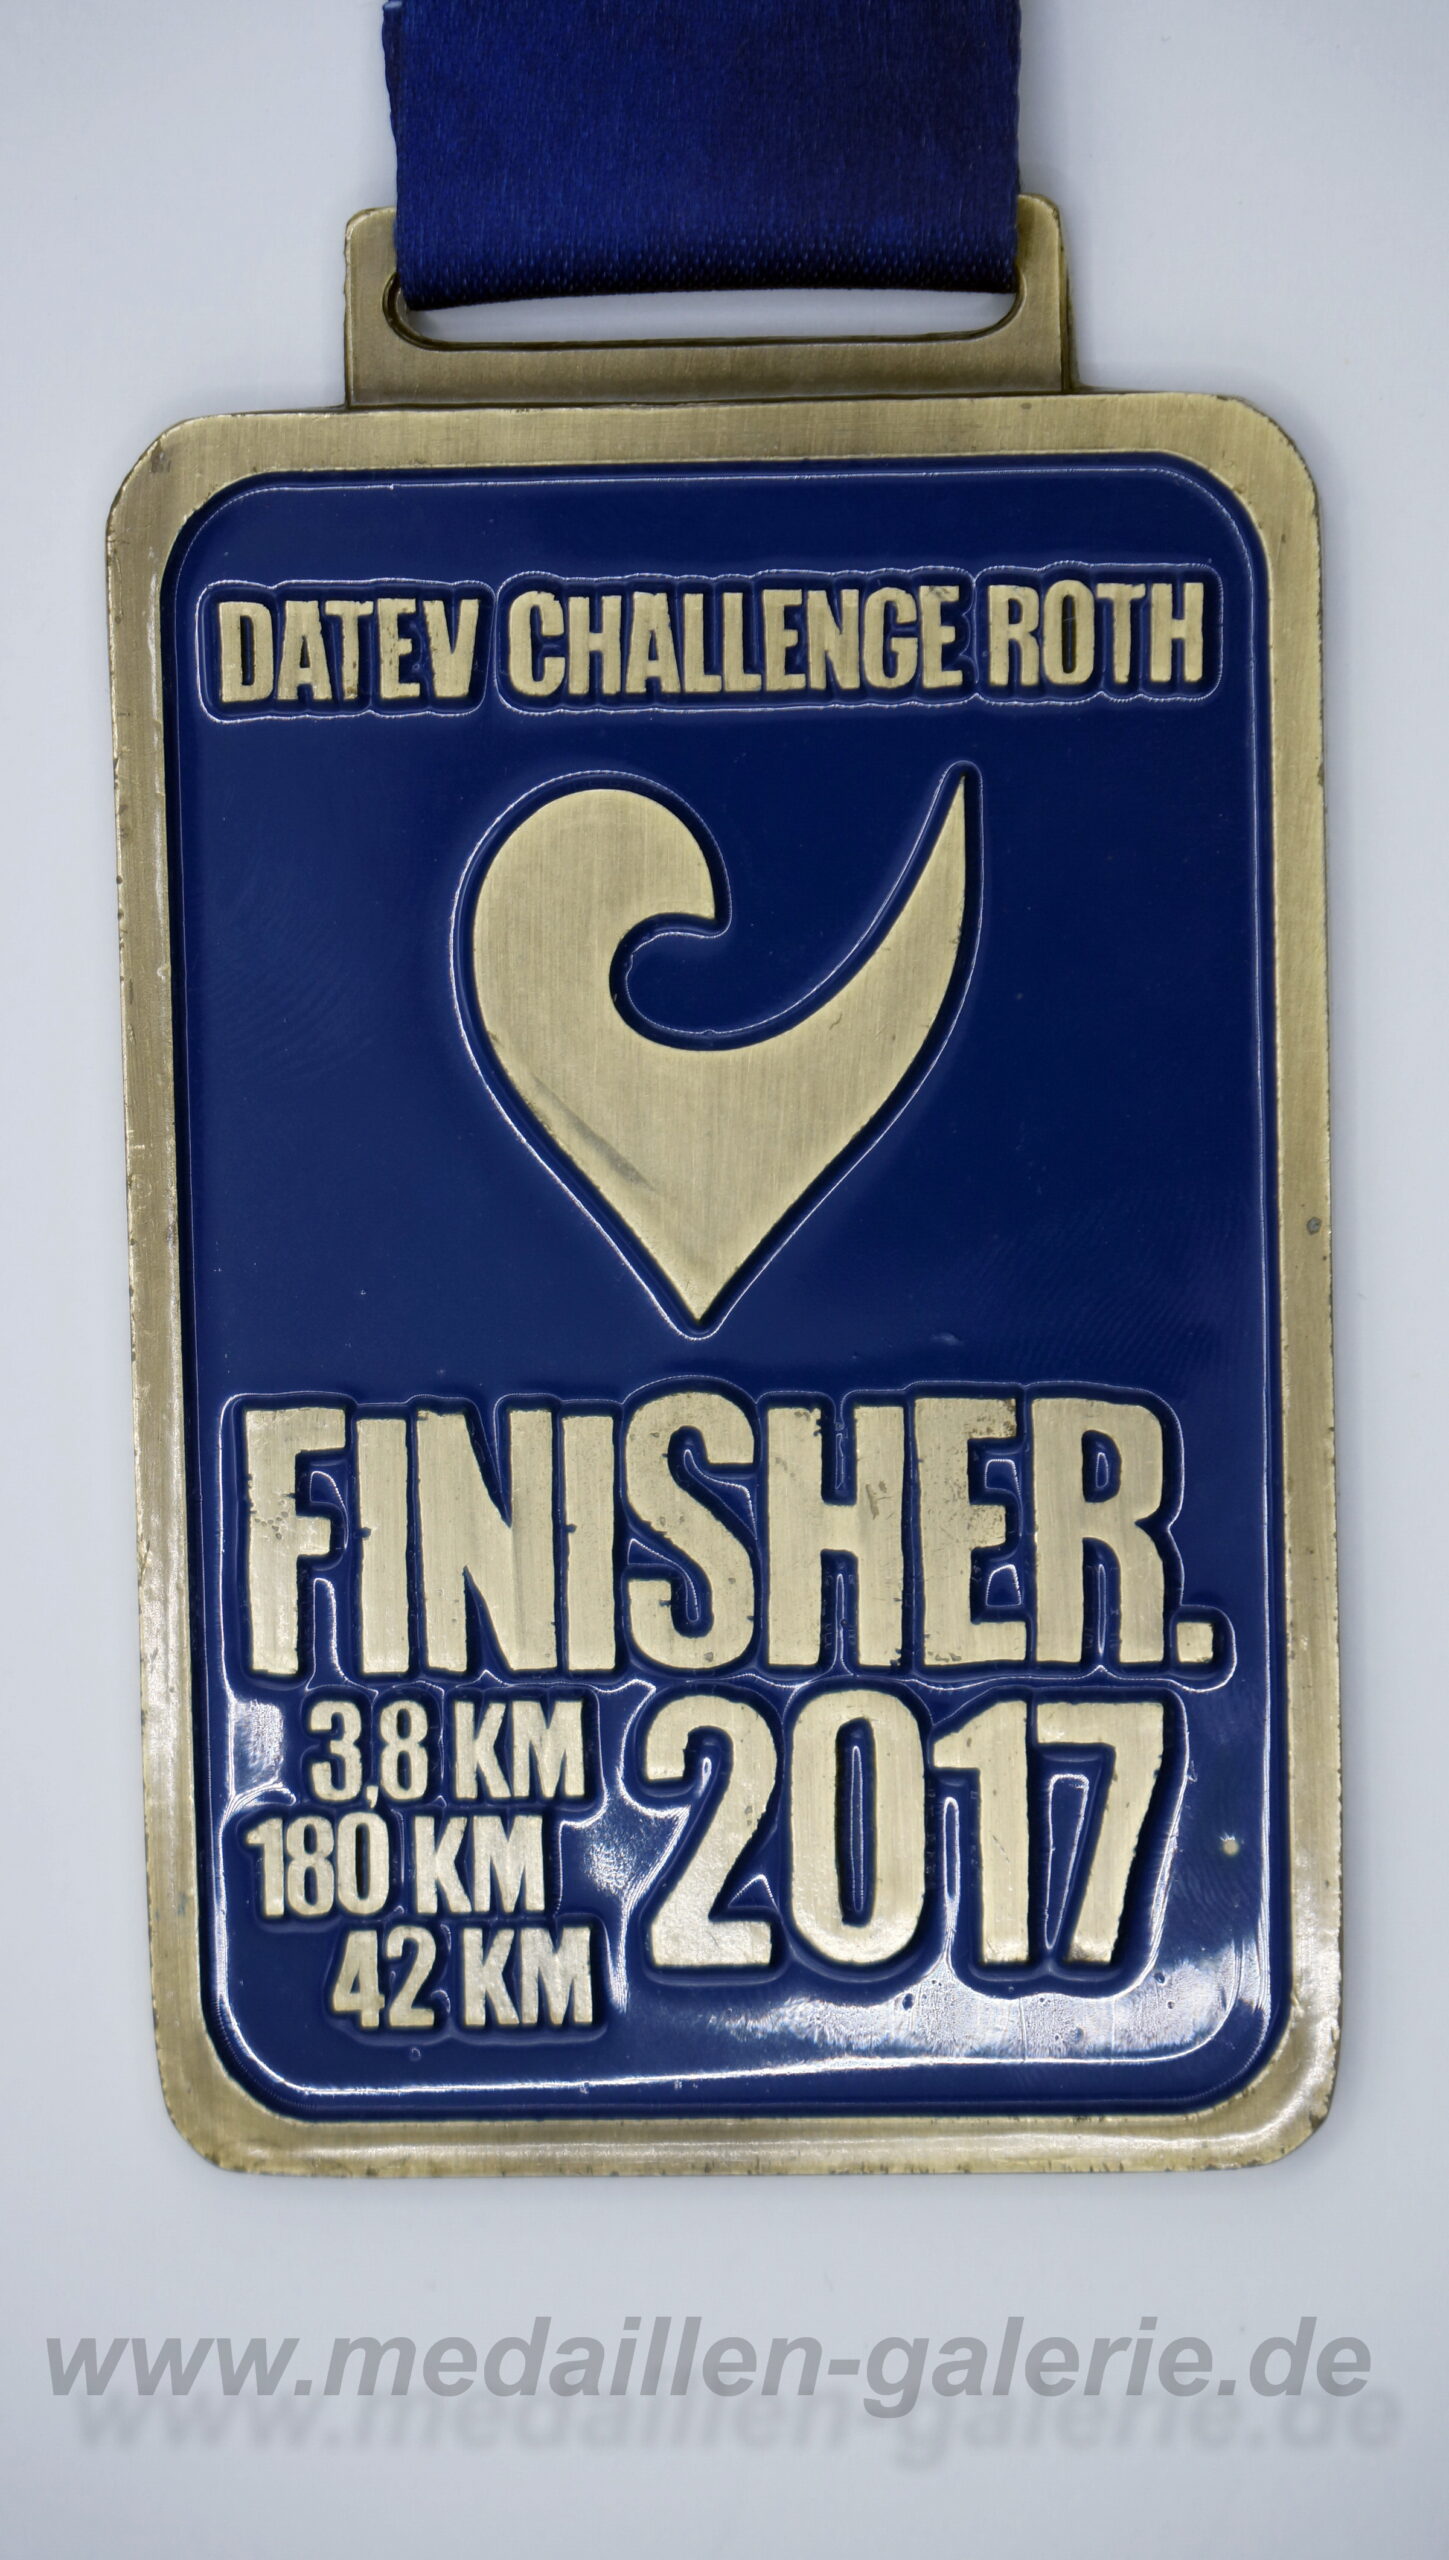 DATEV CHALLENGE ROTH
FINISHER.
3,8 KM
180 KM
42 KM
2017
www.medaillen-galerie.de